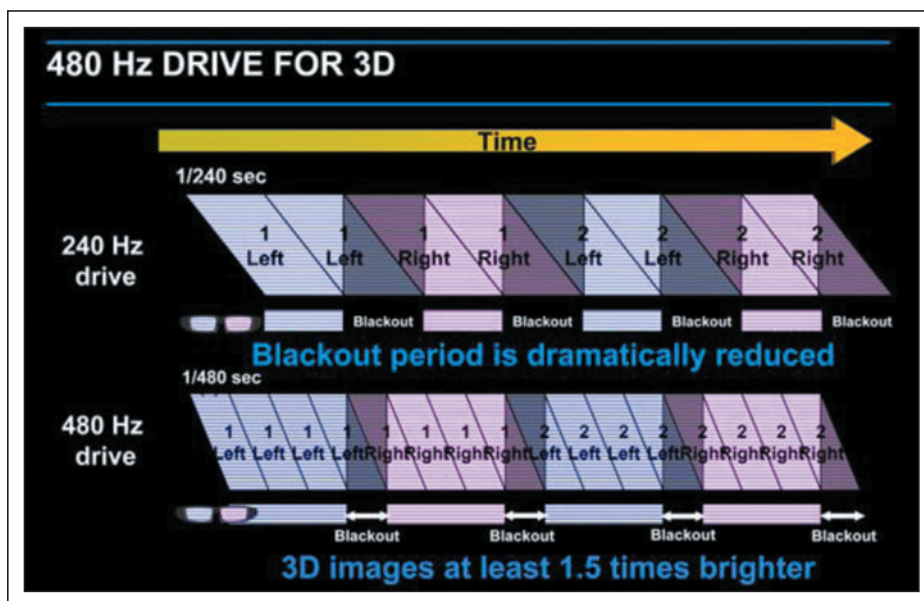 480 Hz DRIVE FOR 3D
Time
1/240 sec
240 Hz drive
1 Left 1 Left 1 Right 1 Right 2 Left 2 Left 2 Right 2 Right
Blackout Blackout Blackout Blackout
Blackout period is dramatically reduced
1/480 sec
480 Hz drive
1 Left 1 Left 1 Left 1 Left 1 Right 1 Right 1 Right 1 Right 2 Left 2 Left 2 Left 2 Left 2 Right 2 Right 2 Right 2 Right
Blackout Blackout Blackout Blackout
3D images at least 1.5 times brighter